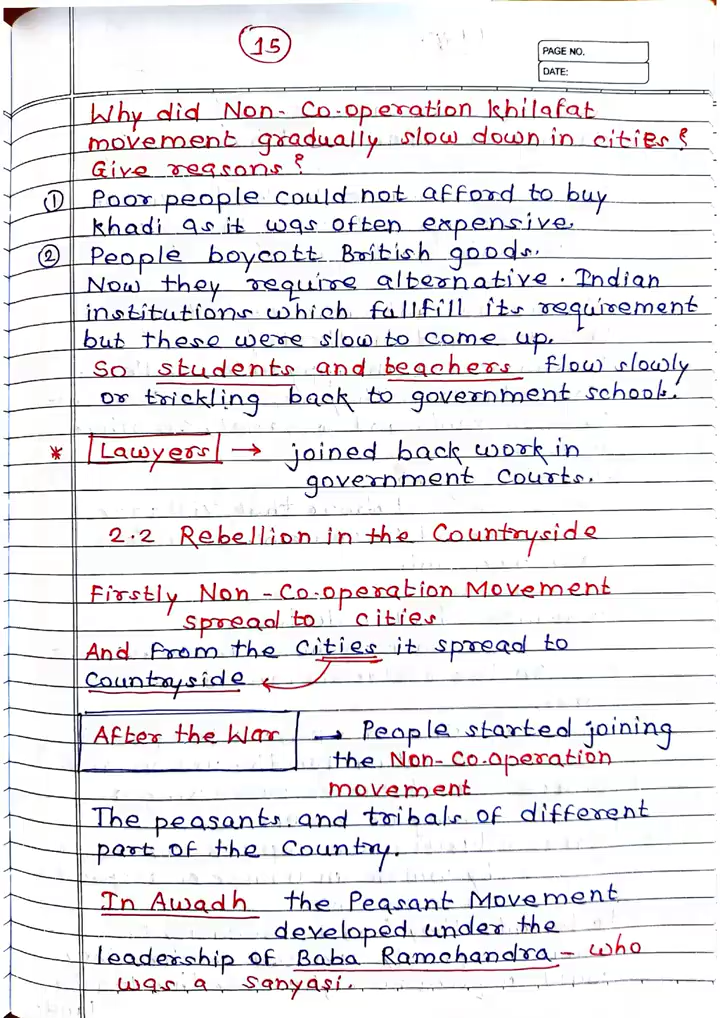 15
PAGE NO.
DATE:
Why did Non-Co-operation khilafat
movement gradually slow down in cities?
Give reasons?
① Poor people could not afford to buy
khadi as it was often expensive.
② People boycott British goods.
Now they require alternative. Indian
institutions which fullfill its requirement
but these were slow to come up.
So students and teachers flow slowly
or trickling back to government schools.
* Lawyers → joined back work in
government Courts.
2.2 Rebellion in the Countryside
Firstly Non-Co-operation Movement
spread to cities
And from the cities it spread to
Countryside
After the War → People started joining
the Non-Co-operation
movement
The peasants and tribals of different
part of the Country.
In Awadh the Peasant Movement
developed under the
leadership of Baba Ramchandra - who
was a sanyasi.